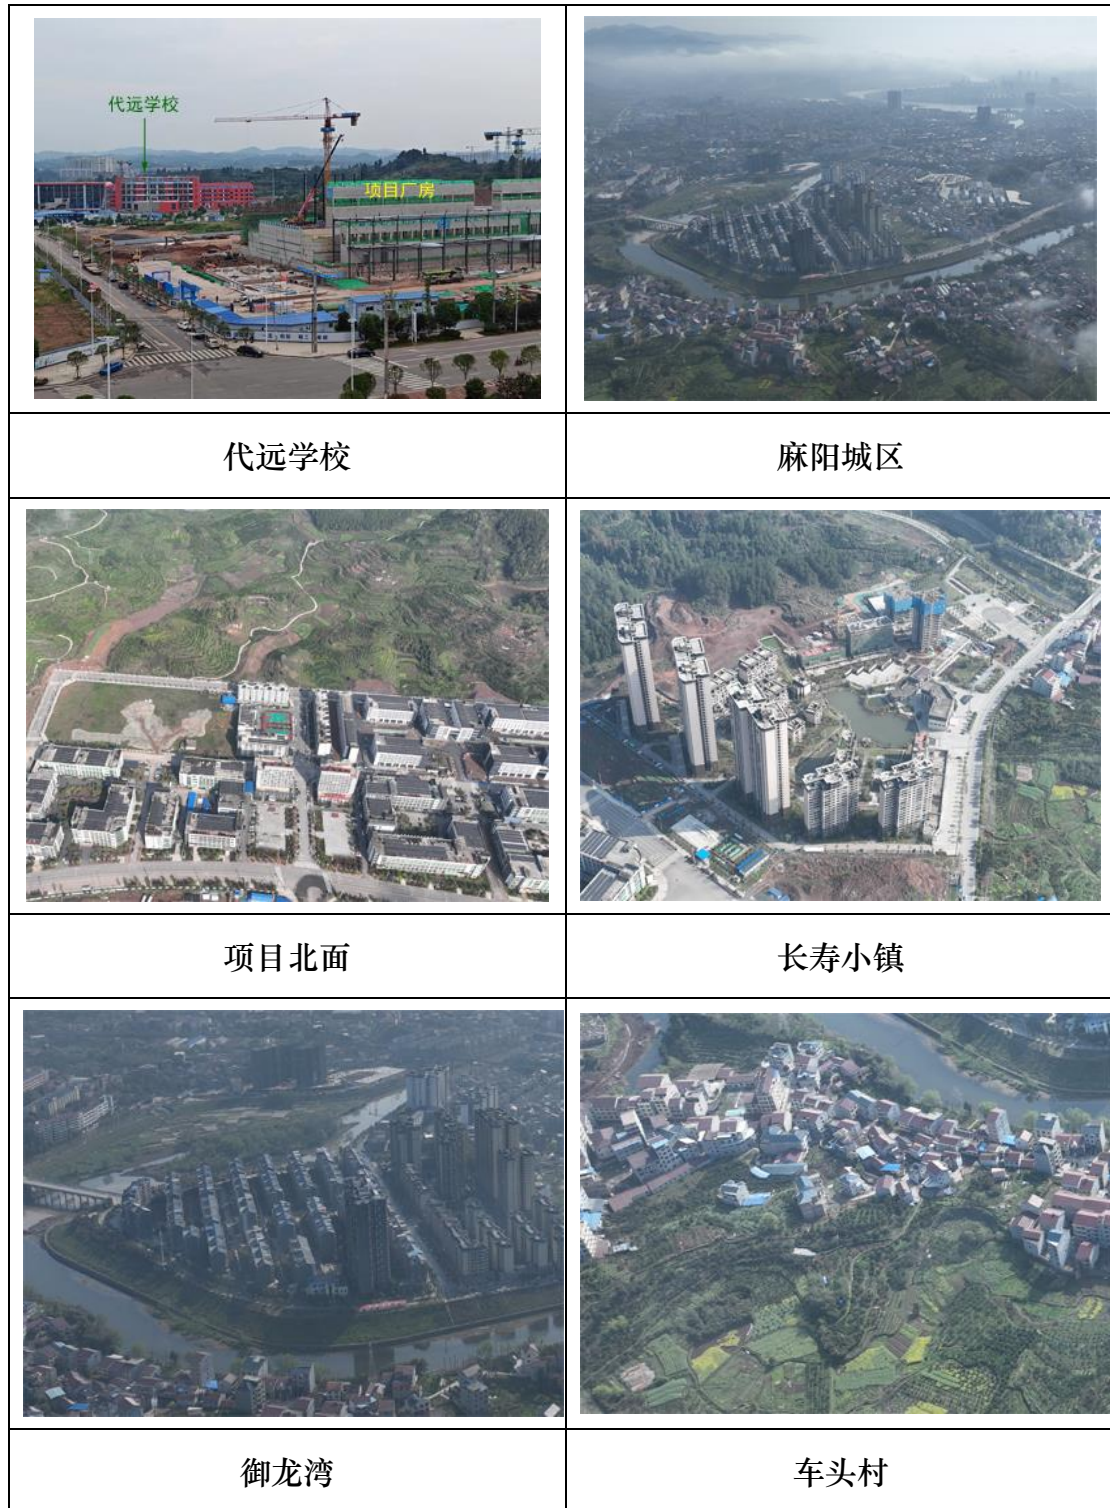 代远学校
项目厂房
代远学校
麻阳城区
项目北面
长寿小镇
御龙湾
车头村